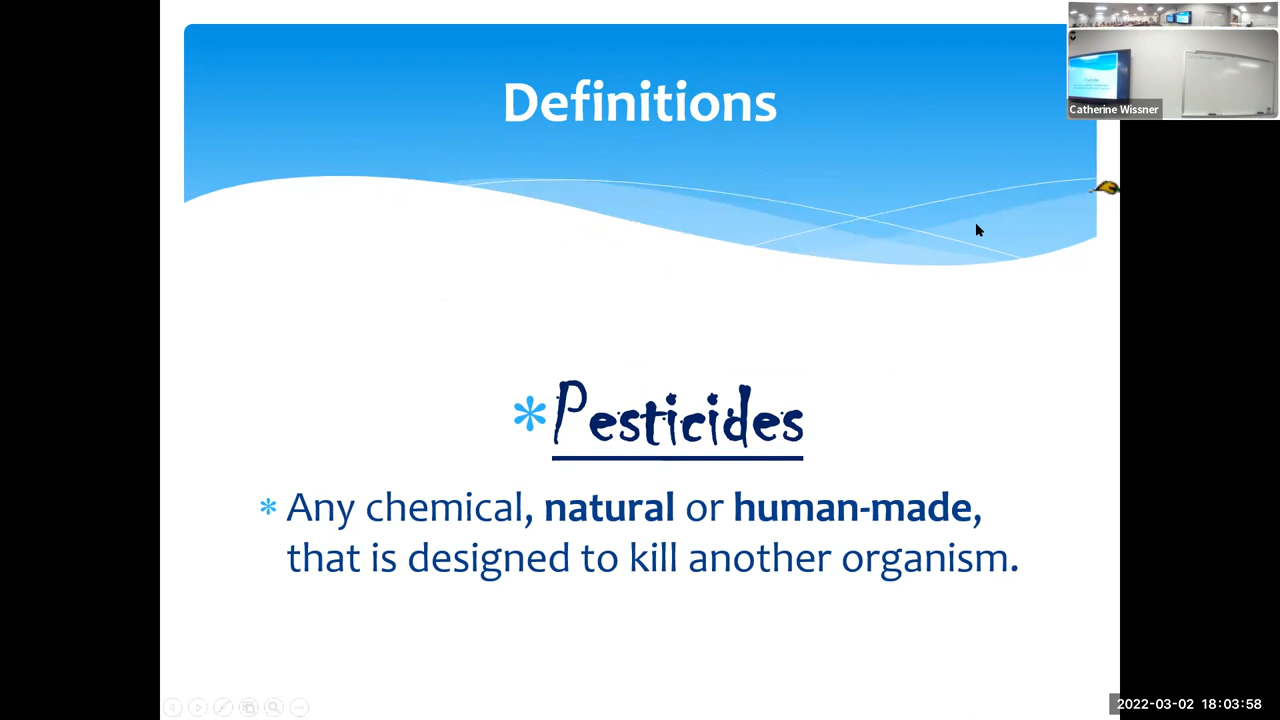 Definitions
Catherine Wissner
*Pesticides
* Any chemical, natural or human-made,
that is designed to kill another organism.
2022-03-02 18:03:58